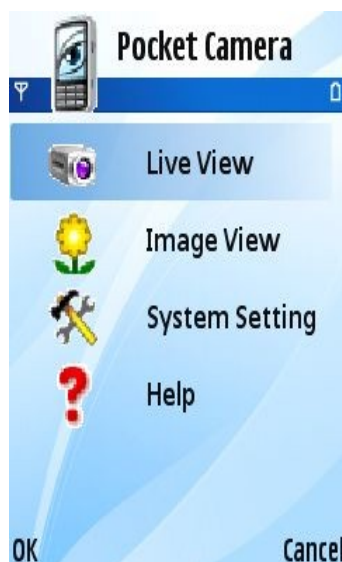 Pocket Camera
Live View
Image View
System Setting
Help
OK Cancel